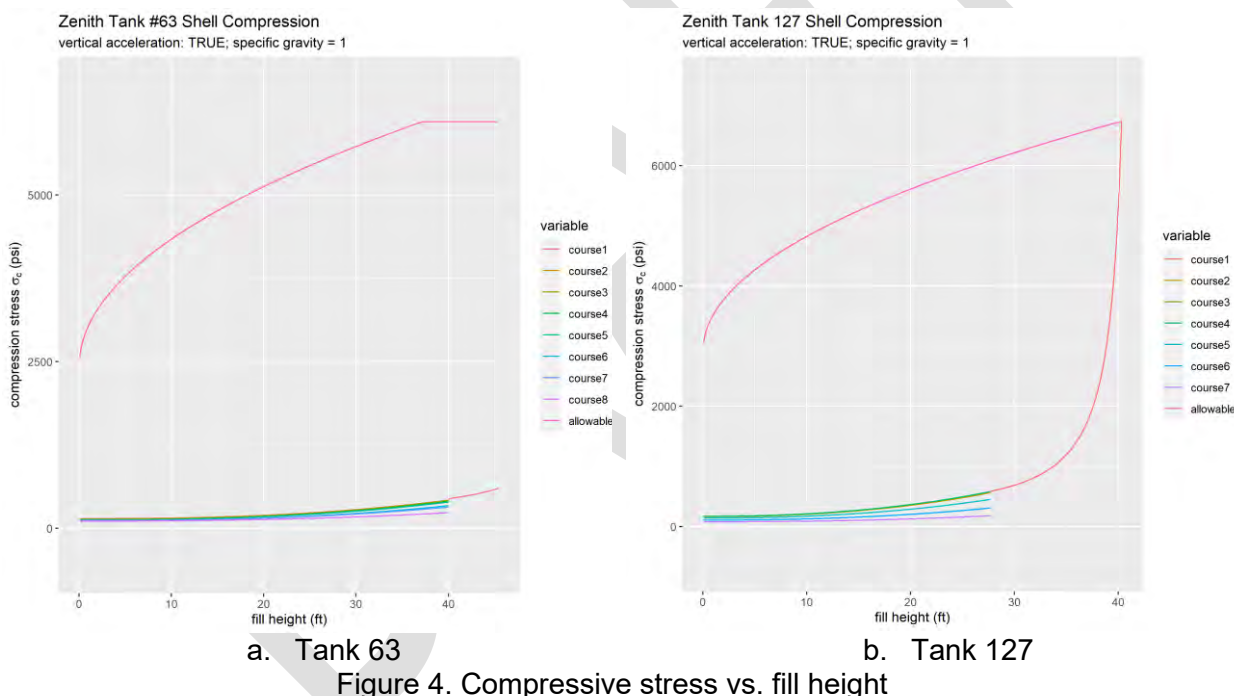 Zenith Tank #63 Shell Compression
vertical acceleration: TRUE; specific gravity = 1
compression stress σc (psi)
5000
2500
0
0 10 20 30 40
fill height (ft)
variable
course1
course2
course3
course4
course5
course6
course7
course8
allowable
a. Tank 63
Zenith Tank 127 Shell Compression
vertical acceleration: TRUE; specific gravity = 1
compression stress σc (psi)
6000
4000
2000
0
0 10 20 30 40
fill height (ft)
variable
course1
course2
course3
course4
course5
course6
course7
allowable
b. Tank 127
Figure 4. Compressive stress vs. fill height